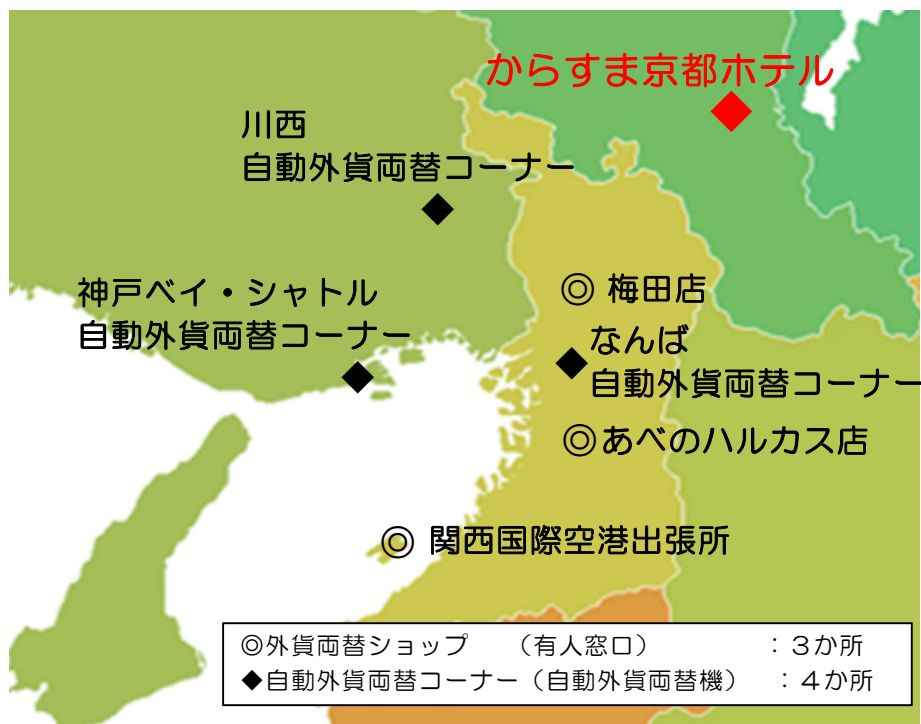 からすま京都ホテル
川西
自動外貨両替コーナー
神戸ベイ・シャトル
自動外貨両替コーナー
◎ 梅田店
なんば
自動外貨両替コーナー
◎あべのハルカス店
◎ 関西国際空港出張所
◎外貨両替ショップ　（有人窓口）　　　　：３か所
◆自動外貨両替コーナー（自動外貨両替機）　：４か所